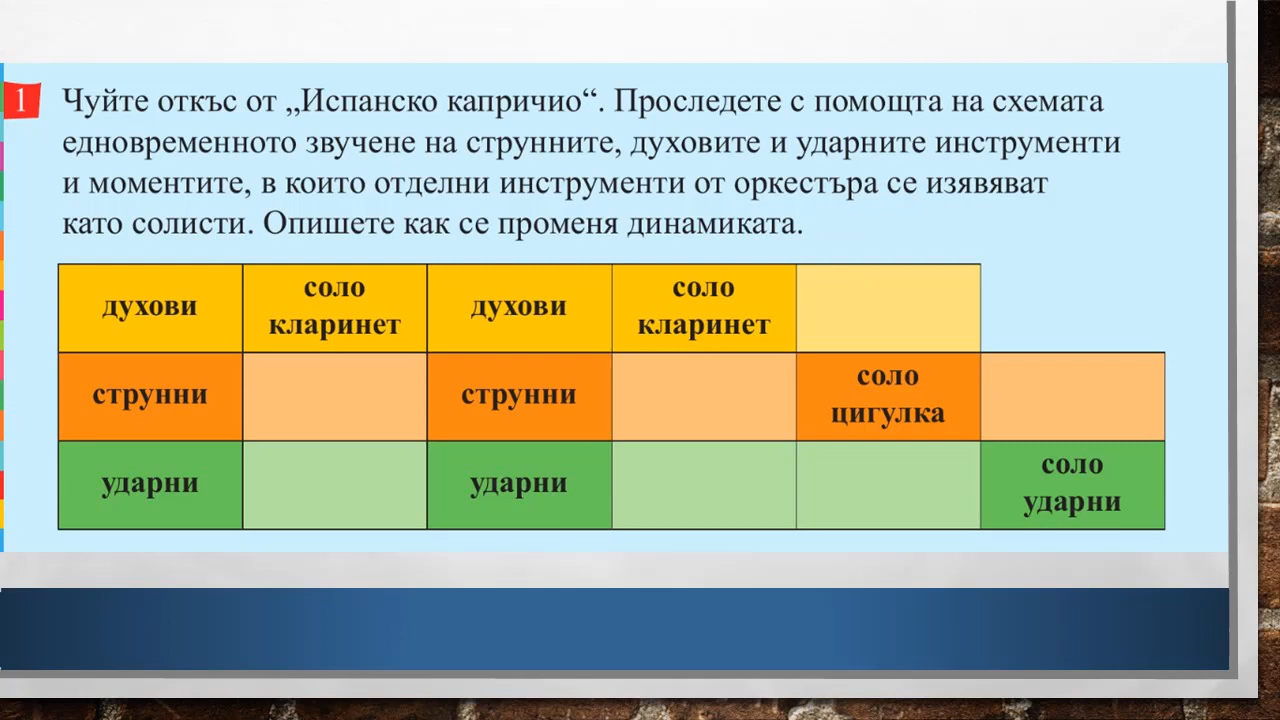 1
Чуйте откъс от „Испанско капричио“. Проследете с помощта на схемата
едновременното звучене на струнните, духовите и ударните инструменти
и моментите, в които отделни инструменти от оркестъра се изявяват
като солисти. Опишете как се променя динамиката.
духови
соло
кларинет
духови
соло
кларинет
струнни
струнни
соло
цигулка
ударни
ударни
соло
ударни